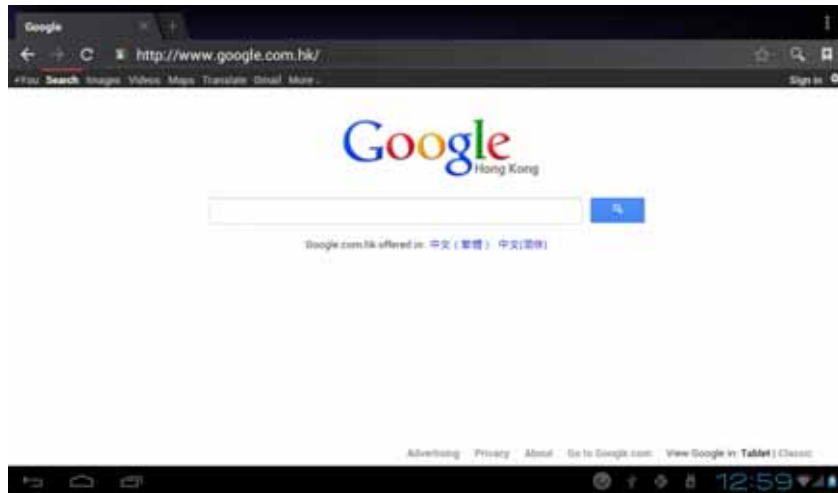 Google
http://www.google.com.hk/
+You Search Images Videos Maps Translate Gmail More
Sign in
Google
Hong Kong
Google.com.hk offered in: 中文 (繁體) 中文(简体)
Advertising Privacy About Go to Google.com View Google in: Tablet | Classic
12:59